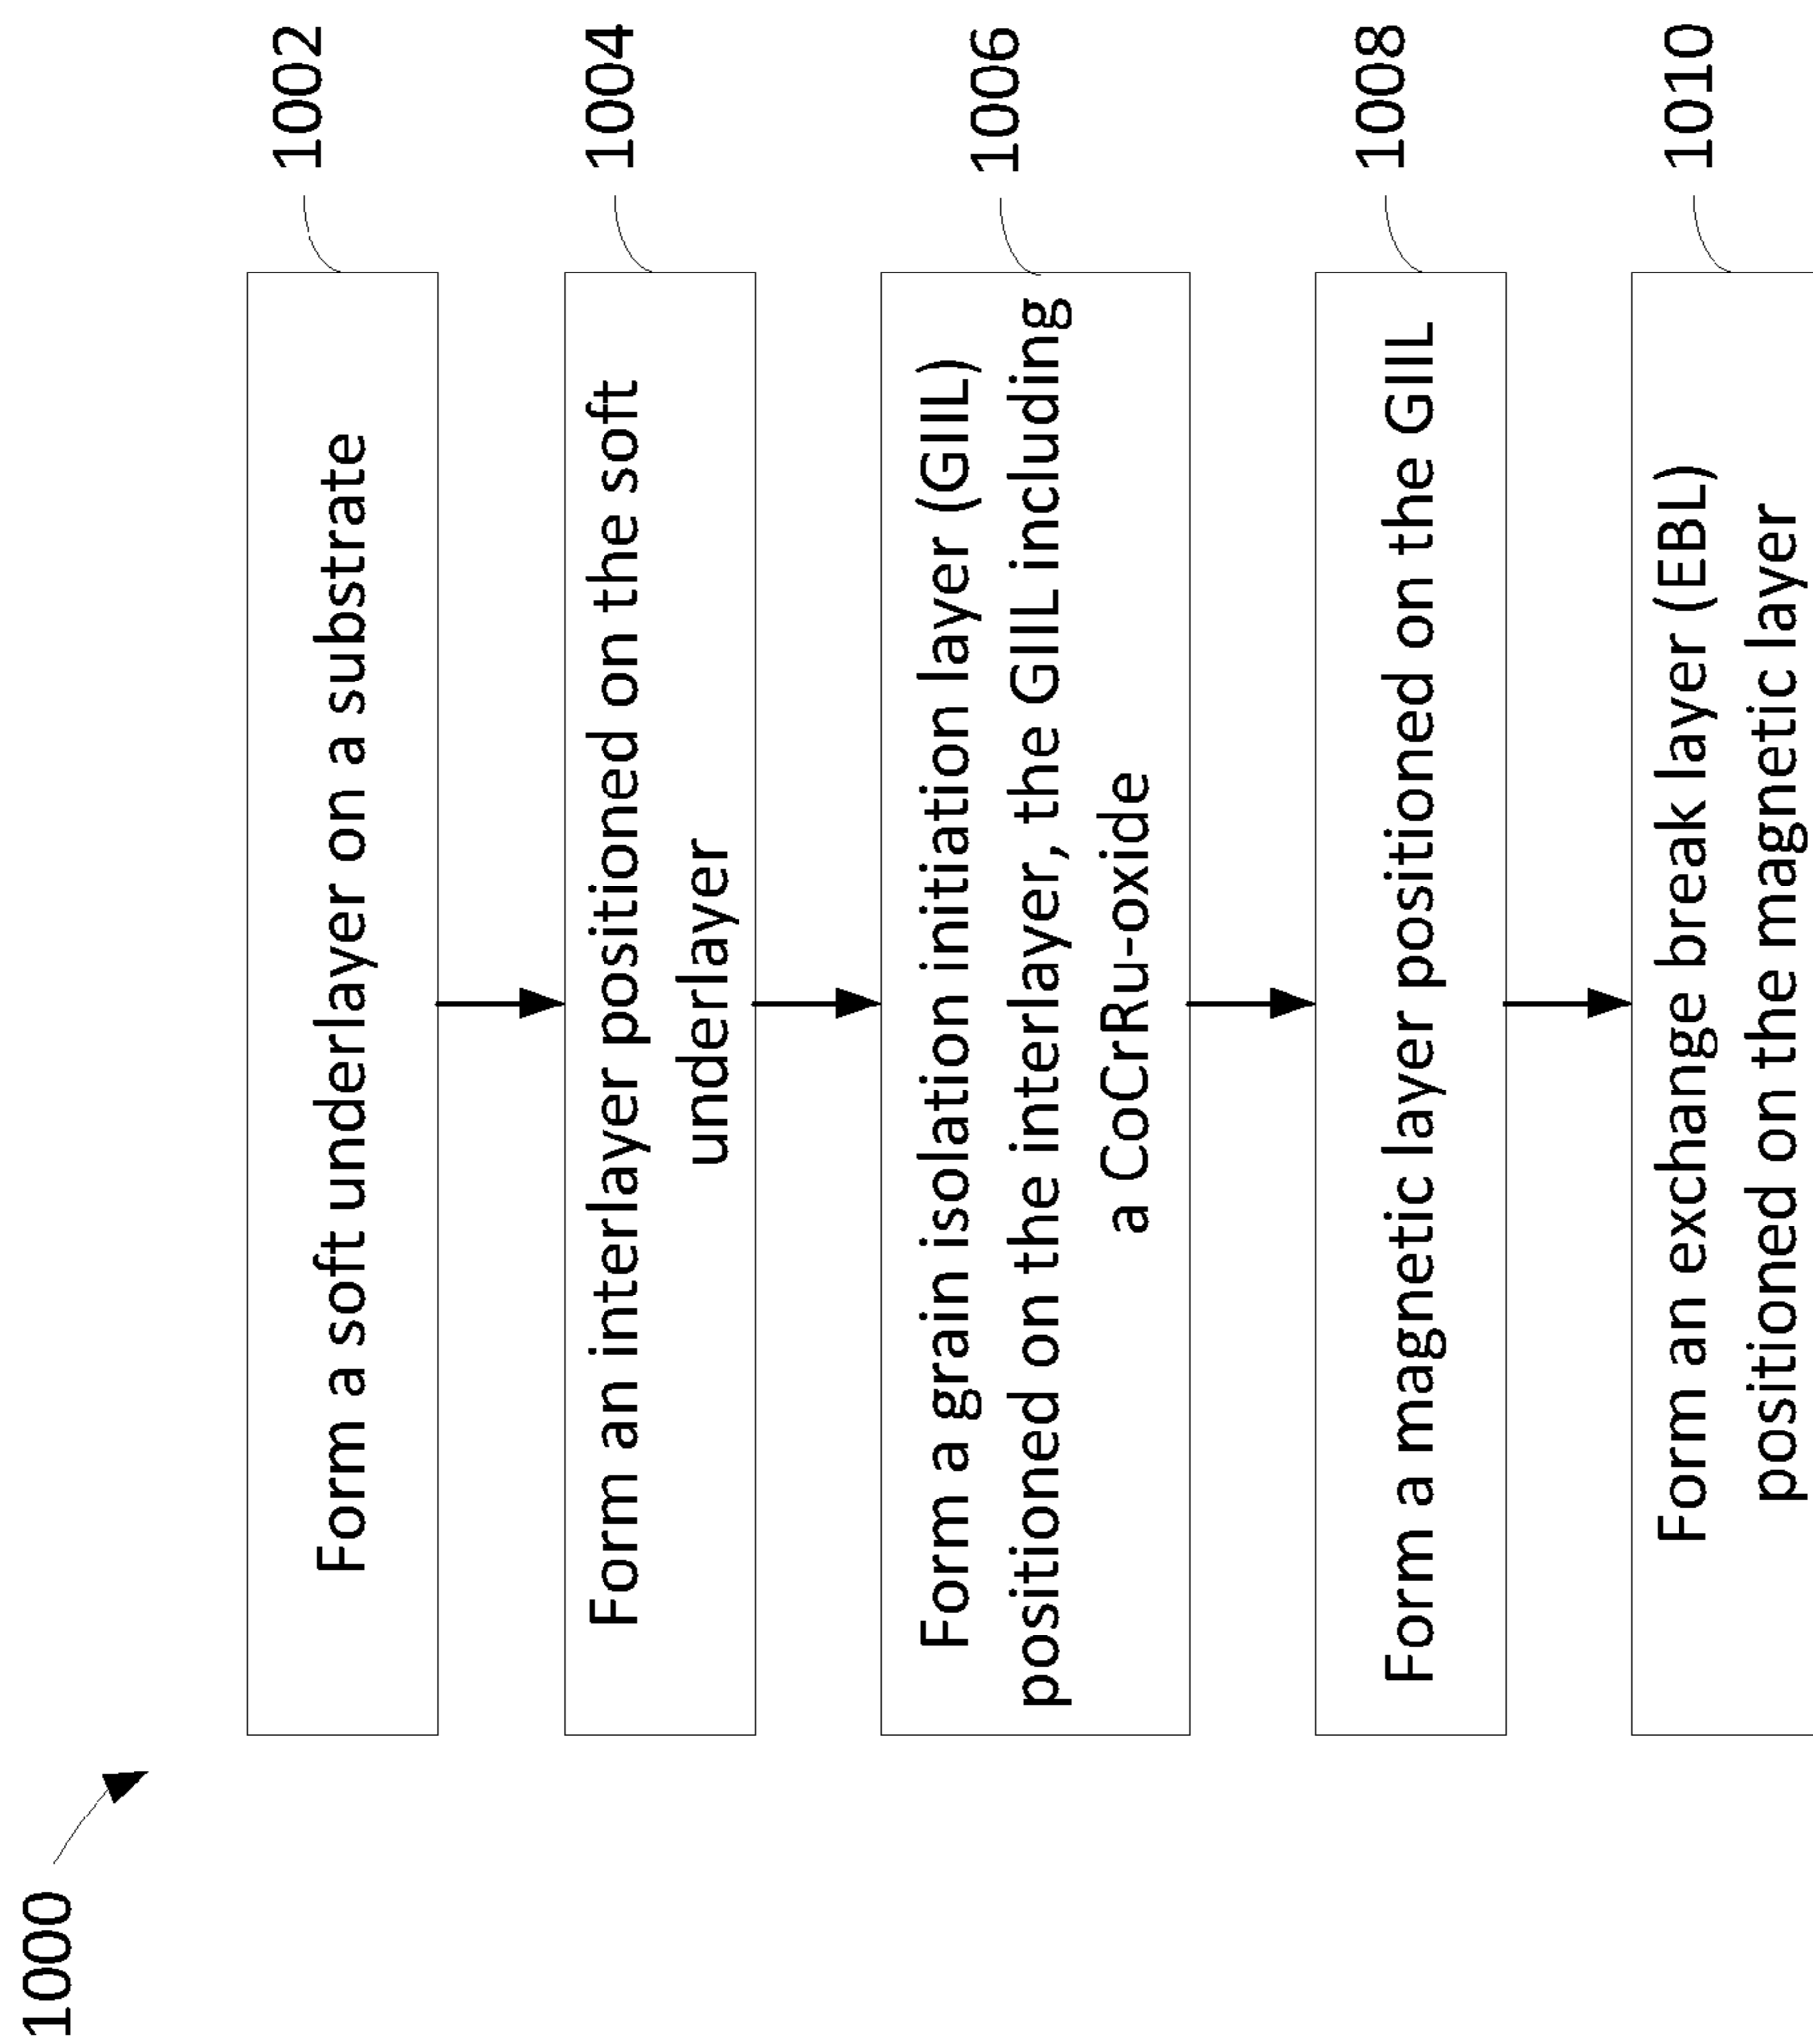 1000
Form a soft underlayer on a substrate
1002
Form an interlayer positioned on the soft
underlayer
1004
Form a grain isolation initiation layer (GIIL)
positioned on the interlayer, the GIIL including
a CoCrRu-oxide
1006
Form a magnetic layer positioned on the GIIL
1008
Form an exchange break layer (EBL)
positioned on the magnetic layer
1010